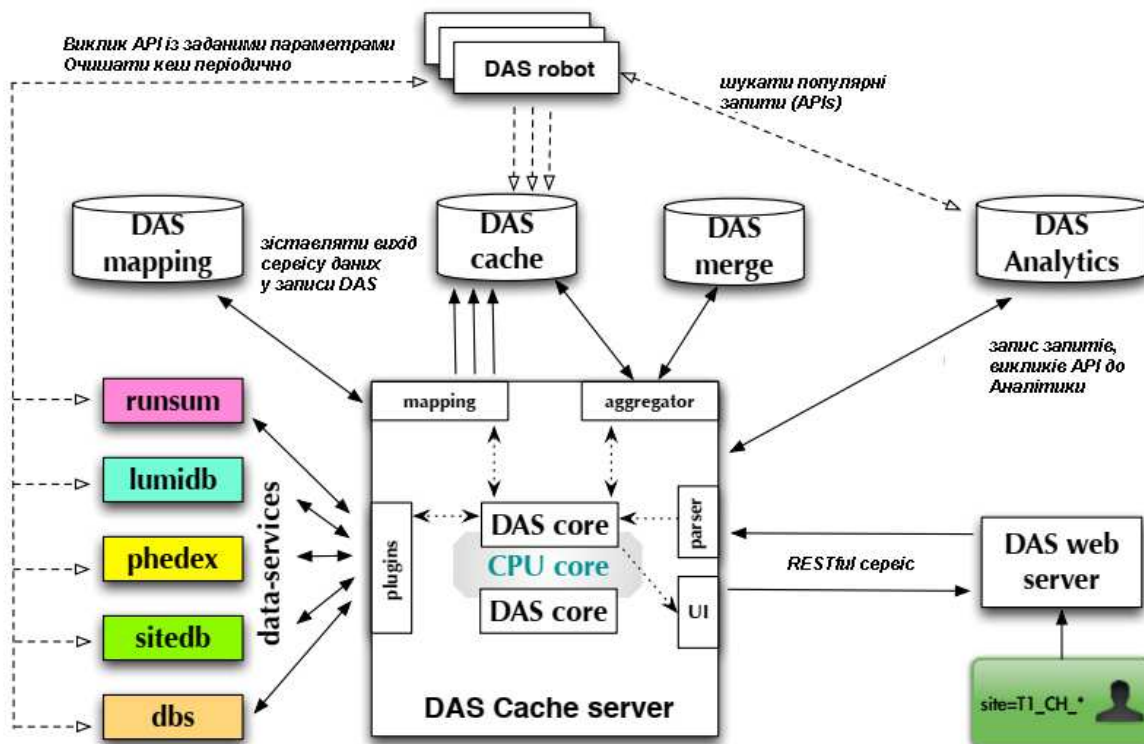 Виклик API із заданими параметрами
Очишати кеш періодично
DAS robot
шукати популярні
запити (APIs)
DAS
mapping
зіставляти вихід
сервісу даних
у записи DAS
DAS
cache
DAS
merge
DAS
Analytics
запис запитів,
викликів API до
Аналітики
runsum
lumidb
phedex
sitedb
dbs
data-services
mapping
aggregator
plugins
DAS core
CPU core
DAS core
parser
UI
DAS Cache server
RESTful сервіс
DAS web
server
site=T1_CH_*